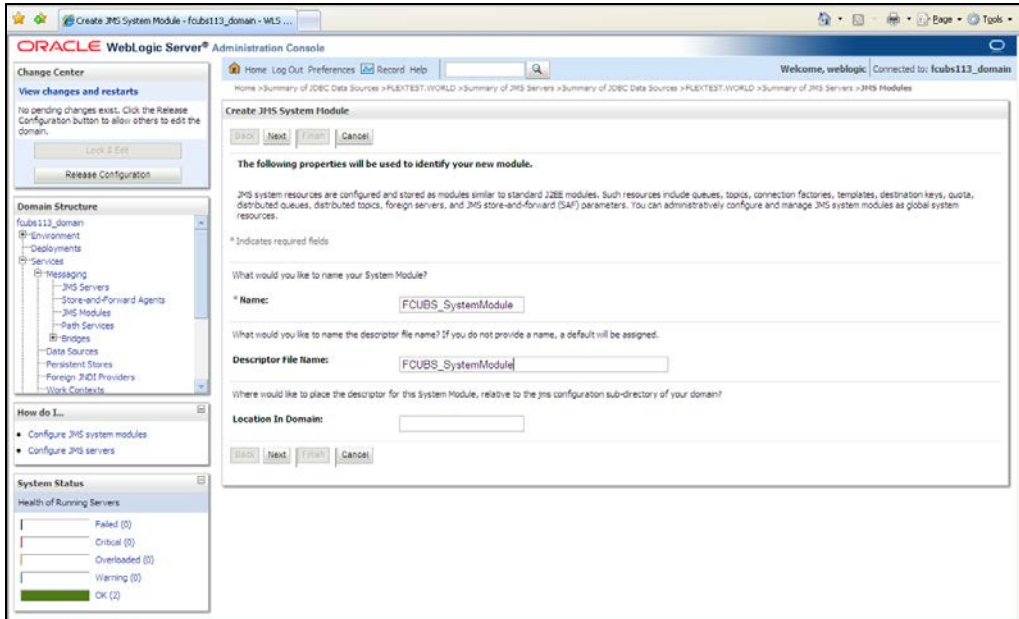 Create JMS System Module - fcubs113_domain - WLS ...
Page
Tools
ORACLE WebLogic Server® Administration Console
Change Center
View changes and restarts
No pending changes exist. Click the Release
Configuration button to allow others to edit the
domain.
Lock & Edit
Release Configuration
Domain Structure
fcubs113_domain
Environment
Deployments
Services
Messaging
JMS Servers
Store-and-Forward Agents
JMS Modules
Path Services
Bridges
Data Sources
Persistent Stores
Foreign JNDI Providers
Work Contexts
How do I...
Configure JMS system modules
Configure JMS servers
System Status
Health of Running Servers
Failed (0)
Critical (0)
Overloaded (0)
Warning (0)
OK (2)
Home Log Out Preferences Record Help
Welcome, weblogic Connected to: fcubs113_domain
Home >Summary of JDBC Data Sources >FLEXTEST.WORLD >Summary of JMS Servers >Summary of JDBC Data Sources >FLEXTEST.WORLD >Summary of JMS Servers >JMS Modules
Create JMS System Module
Back Next Finish Cancel
The following properties will be used to identify your new module.
JMS system resources are configured and stored as modules similar to standard J2EE modules. Such resources include queues, topics, connection factories, templates, destination keys, quota,
distributed queues, distributed topics, foreign servers, and JMS store-and-forward (SAF) parameters. You can administratively configure and manage JMS system modules as global system
resources.
* Indicates required fields
What would you like to name your System Module?
* Name: FCUBS_SystemModule
What would you like to name the descriptor file name? If you do not provide a name, a default will be assigned.
Descriptor File Name: FCUBS_SystemModule
Where would like to place the descriptor for this System Module, relative to the jms configuration sub-directory of your domain?
Location In Domain:
Back Next Finish Cancel